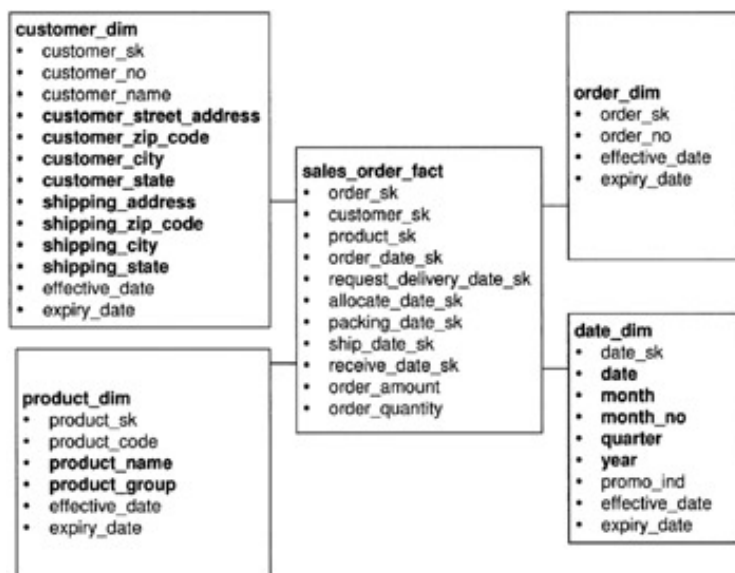 customer_dim
• customer_sk
• customer_no
• customer_name
• customer_street_address
• customer_zip_code
• customer_city
• customer_state
• shipping_address
• shipping_zip_code
• shipping_city
• shipping_state
• effective_date
• expiry_date
product_dim
• product_sk
• product_code
• product_name
• product_group
• effective_date
• expiry_date
sales_order_fact
• order_sk
• customer_sk
• product_sk
• order_date_sk
• request_delivery_date_sk
• allocate_date_sk
• packing_date_sk
• ship_date_sk
• receive_date_sk
• order_amount
• order_quantity
order_dim
• order_sk
• order_no
• effective_date
• expiry_date
date_dim
• date_sk
• date
• month
• month_no
• quarter
• year
• promo_ind
• effective_date
• expiry_date